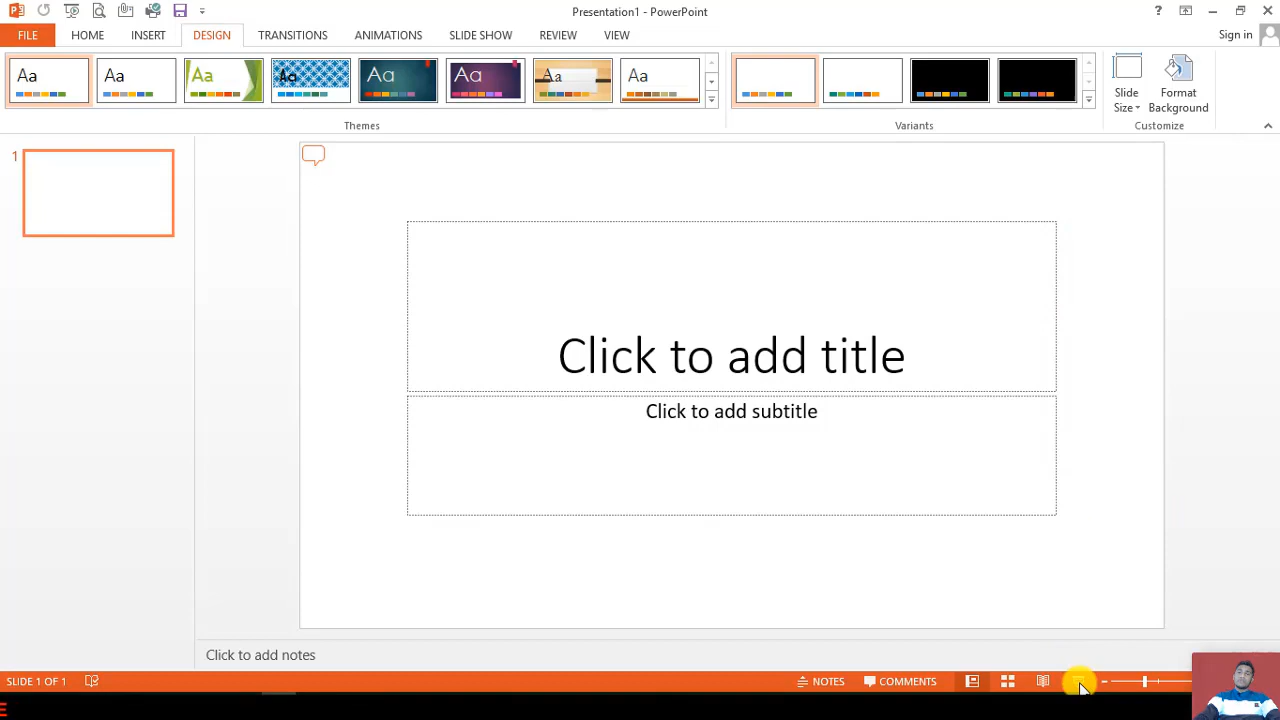 Presentation1 - PowerPoint
?
Sign in
FILE HOME INSERT DESIGN TRANSITIONS ANIMATIONS SLIDE SHOW REVIEW VIEW
Aa Aa Aa Aa Aa Aa Aa Aa
Slide Size
Format Background
Themes Variants Customize
1
Click to add title
Click to add subtitle
Click to add notes
SLIDE 1 OF 1 NOTES COMMENTS